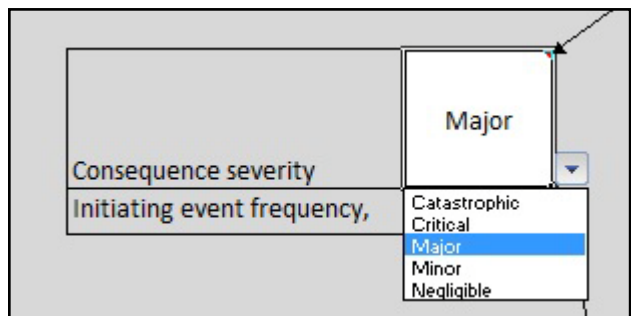 Major
Consequence severity
Initiating event frequency,
Catastrophic
Critical
Major
Minor
Negligible